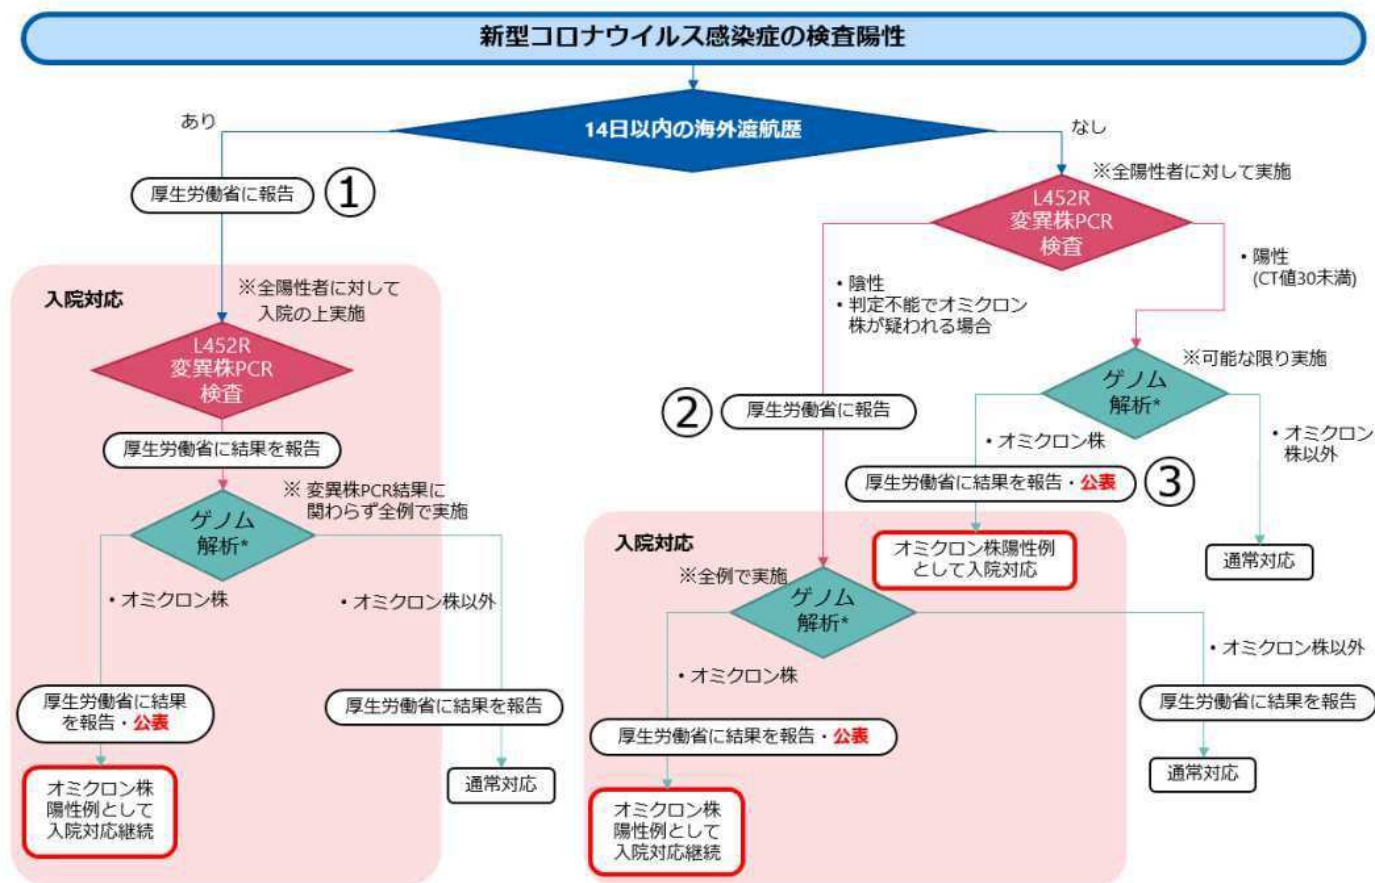 新型コロナウイルス感染症の検査陽性
14日以内の海外渡航歴
あり
なし
厚生労働省に報告
①
※全陽性者に対して実施
L452R
変異株PCR
検査
・陽性
(CT値30未満)
・陰性
・判定不能でオミクロン
株が疑われる場合
入院対応
※全陽性者に対して
入院の上実施
L452R
変異株PCR
検査
厚生労働省に結果を報告
※ 変異株PCR結果に
関わらず全例で実施
ゲノム
解析*
・オミクロン株
・オミクロン株以外
厚生労働省に結果
を報告・公表
厚生労働省に結果を報告
オミクロン株
陽性例として
入院対応継続
通常対応
②
厚生労働省に報告
※可能な限り実施
ゲノム
解析*
・オミクロン株
・オミクロン
株以外
厚生労働省に結果を報告・公表
③
オミクロン株陽性例
として入院対応
通常対応
入院対応
※全例で実施
ゲノム
解析*
・オミクロン株
・オミクロン株以外
厚生労働省に結果を報告・公表
厚生労働省に結果を報告
オミクロン株
陽性例として
入院対応継続
通常対応